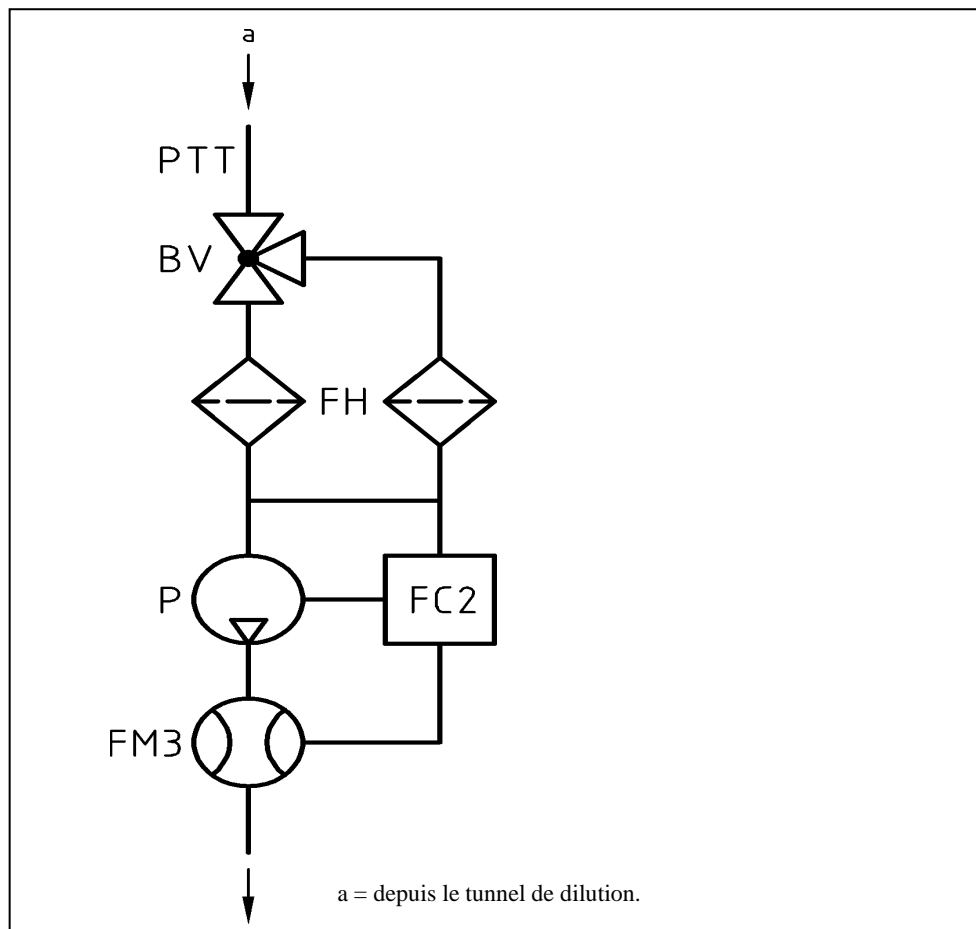 a
PTT
BV
FH
P
FC2
FM3
a = depuis le tunnel de dilution.